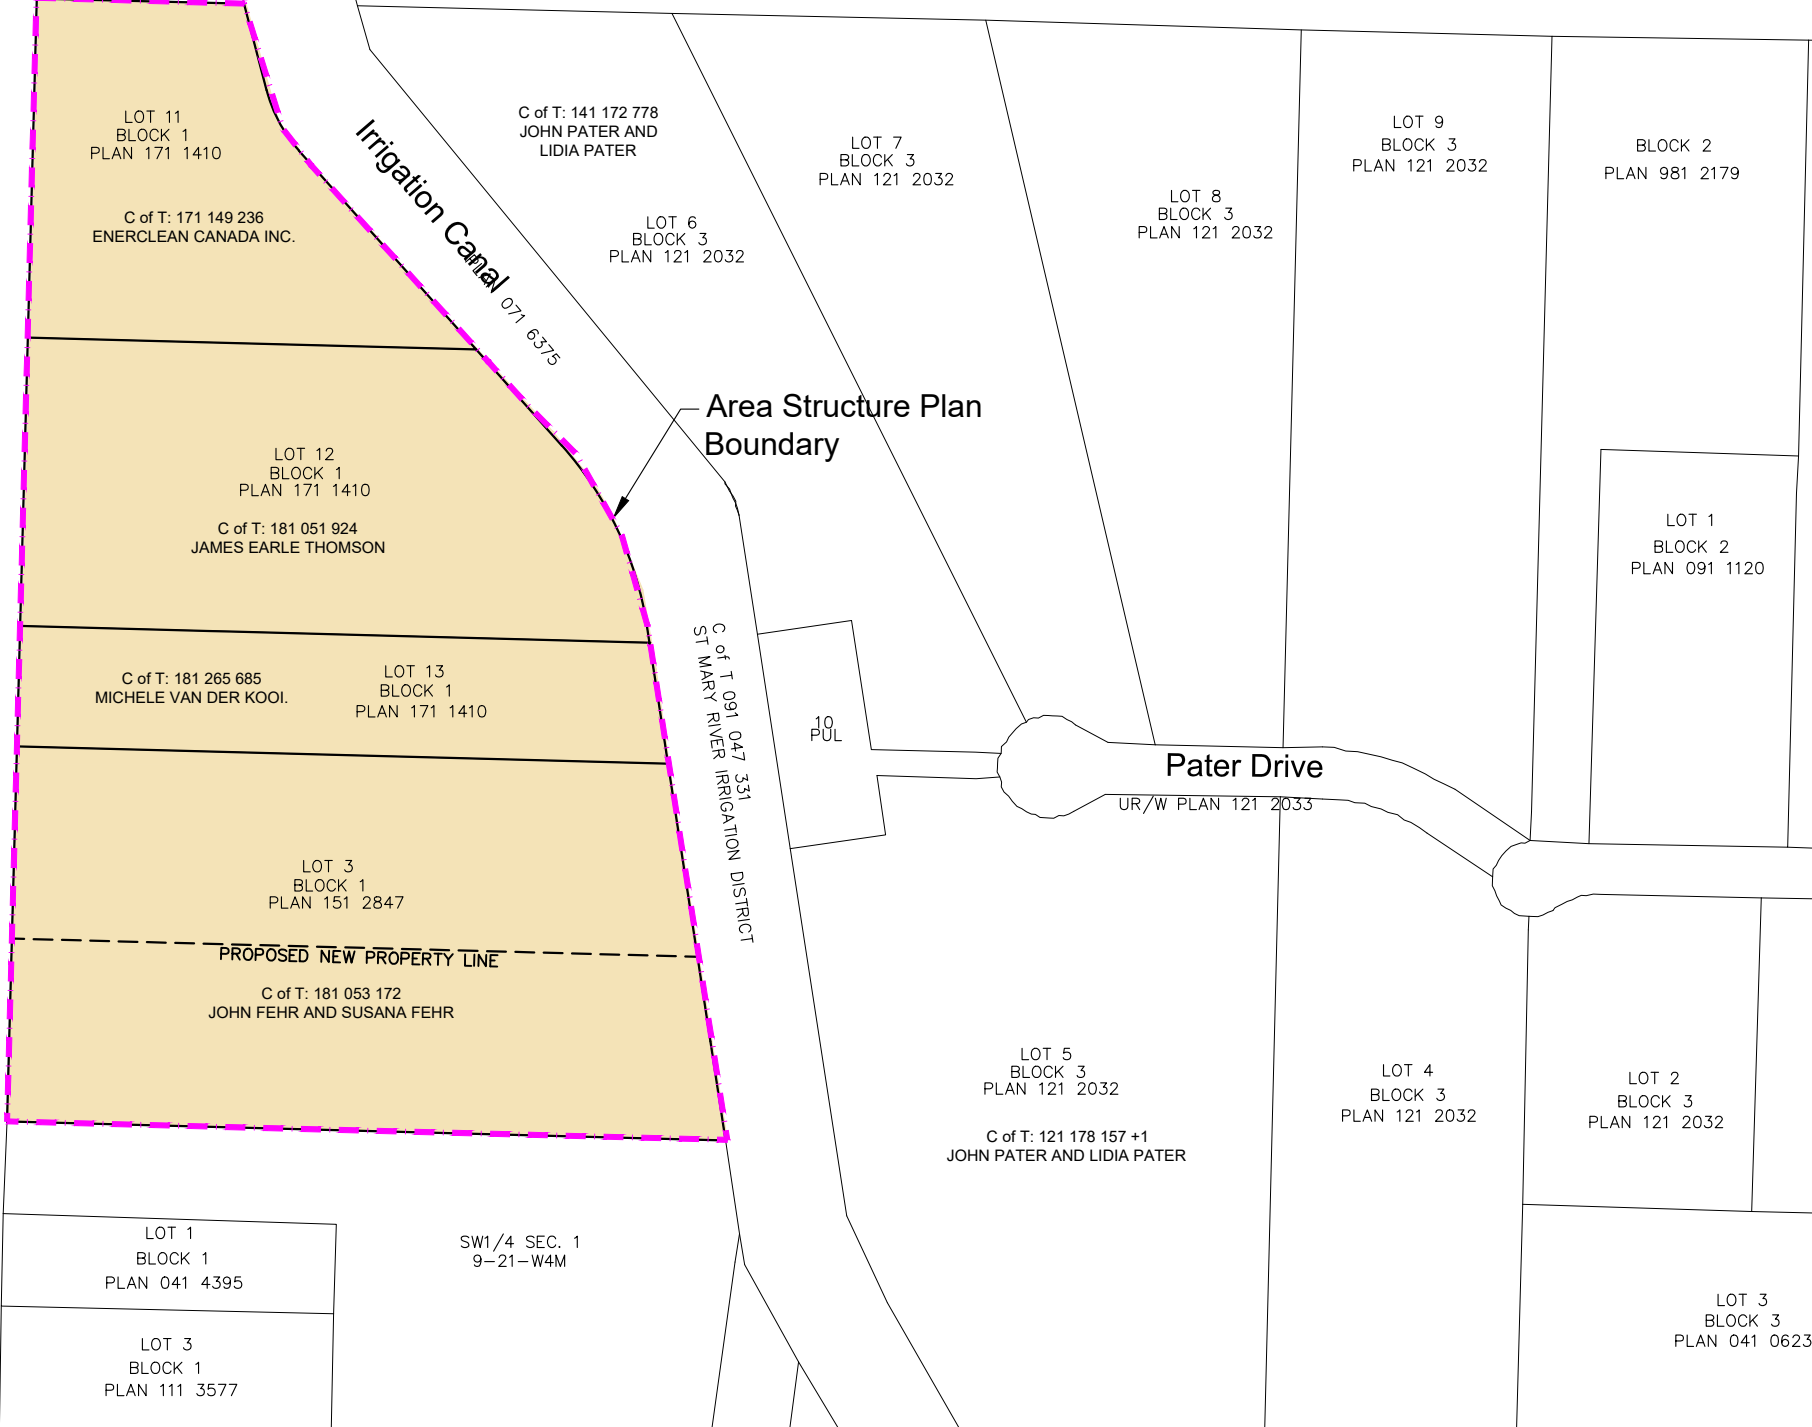 LOT 11
BLOCK 1
PLAN 171 1410
C of T: 171 149 236
ENERCLEAN CANADA INC.
Irrigation Canal
PLAN 071 6375
C of T: 141 172 778
JOHN PATER AND
LIDIA PATER
LOT 6
BLOCK 3
PLAN 121 2032
LOT 7
BLOCK 3
PLAN 121 2032
LOT 8
BLOCK 3
PLAN 121 2032
LOT 9
BLOCK 3
PLAN 121 2032
BLOCK 2
PLAN 981 2179
Area Structure Plan
Boundary
LOT 12
BLOCK 1
PLAN 171 1410
C of T: 181 051 924
JAMES EARLE THOMSON
LOT 1
BLOCK 2
PLAN 091 1120
C of T: 181 265 685
MICHELE VAN DER KOOI.
LOT 13
BLOCK 1
PLAN 171 1410
C of T 091 047 331
ST MARY RIVER IRRIGATION DISTRICT
10
PUL
Pater Drive
UR/W PLAN 121 2033
LOT 3
BLOCK 1
PLAN 151 2847
PROPOSED NEW PROPERTY LINE
C of T: 181 053 172
JOHN FEHR AND SUSANA FEHR
LOT 5
BLOCK 3
PLAN 121 2032
C of T: 121 178 157 +1
JOHN PATER AND LIDIA PATER
LOT 4
BLOCK 3
PLAN 121 2032
LOT 2
BLOCK 3
PLAN 121 2032
LOT 1
BLOCK 1
PLAN 041 4395
SW1/4 SEC. 1
9-21-W4M
LOT 3
BLOCK 1
PLAN 111 3577
LOT 3
BLOCK 3
PLAN 041 0623